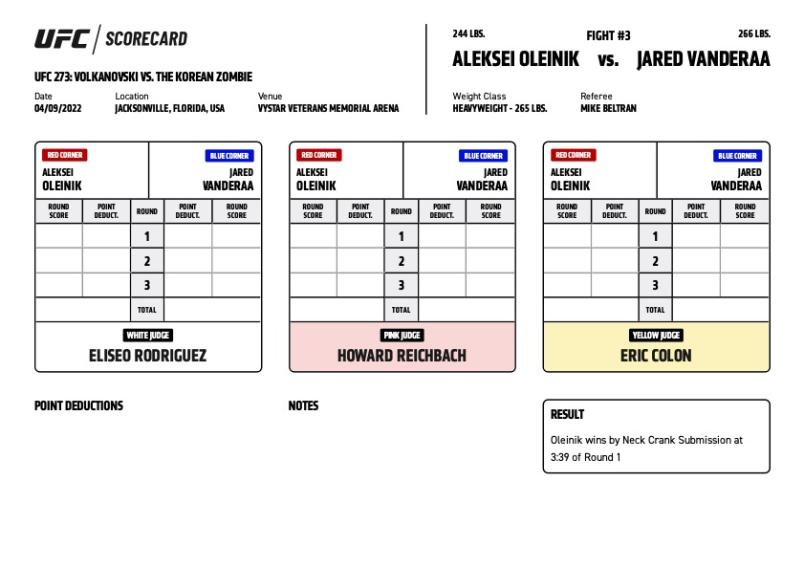 UFC SCORECARD
UFC 273: VOLKANOVSKI VS. THE KOREAN ZOMBIE
Date Location Venue
04/09/2022 JACKSONVILLE, FLORIDA, USA VYSTAR VETERANS MEMORIAL ARENA
244 LBS. FIGHT #3 266 LBS.
ALEKSEI OLEINIK vs. JARED VANDERAA
Weight Class Referee
HEAVYWEIGHT - 265 LBS. MIKE BELTRAN
RED CORNER BLUE CORNER
ALEKSEI JARED
OLEINIK VANDERAA
ROUND SCORE POINT DEDUCT. ROUND POINT DEDUCT. ROUND SCORE
1
2
3
TOTAL
WHITE JUDGE
ELISEO RODRIGUEZ
RED CORNER BLUE CORNER
ALEKSEI JARED
OLEINIK VANDERAA
ROUND SCORE POINT DEDUCT. ROUND POINT DEDUCT. ROUND SCORE
1
2
3
TOTAL
PINK JUDGE
HOWARD REICHBACH
RED CORNER BLUE CORNER
ALEKSEI JARED
OLEINIK VANDERAA
ROUND SCORE POINT DEDUCT. ROUND POINT DEDUCT. ROUND SCORE
1
2
3
TOTAL
YELLOW JUDGE
ERIC COLON
POINT DEDUCTIONS
NOTES
RESULT
Oleinik wins by Neck Crank Submission at
3:39 of Round 1